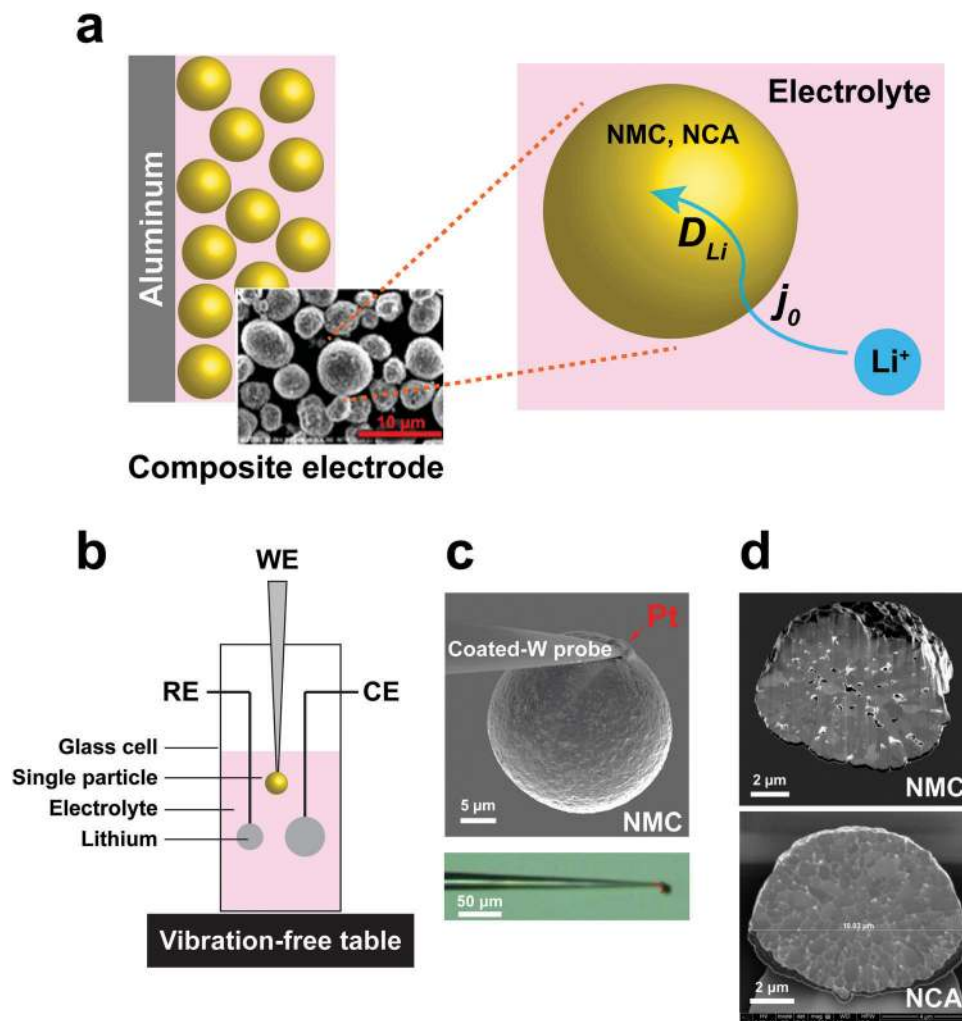 a
Aluminum
Electrolyte
NMC, NCA
D_Li
j_0
Li⁺
10 µm
Composite electrode
b
WE
RE
CE
Glass cell
Single particle
Electrolyte
Lithium
Vibration-free table
c
Pt
Coated-W probe
5 µm
NMC
50 µm
d
2 µm
NMC
2 µm
NCA